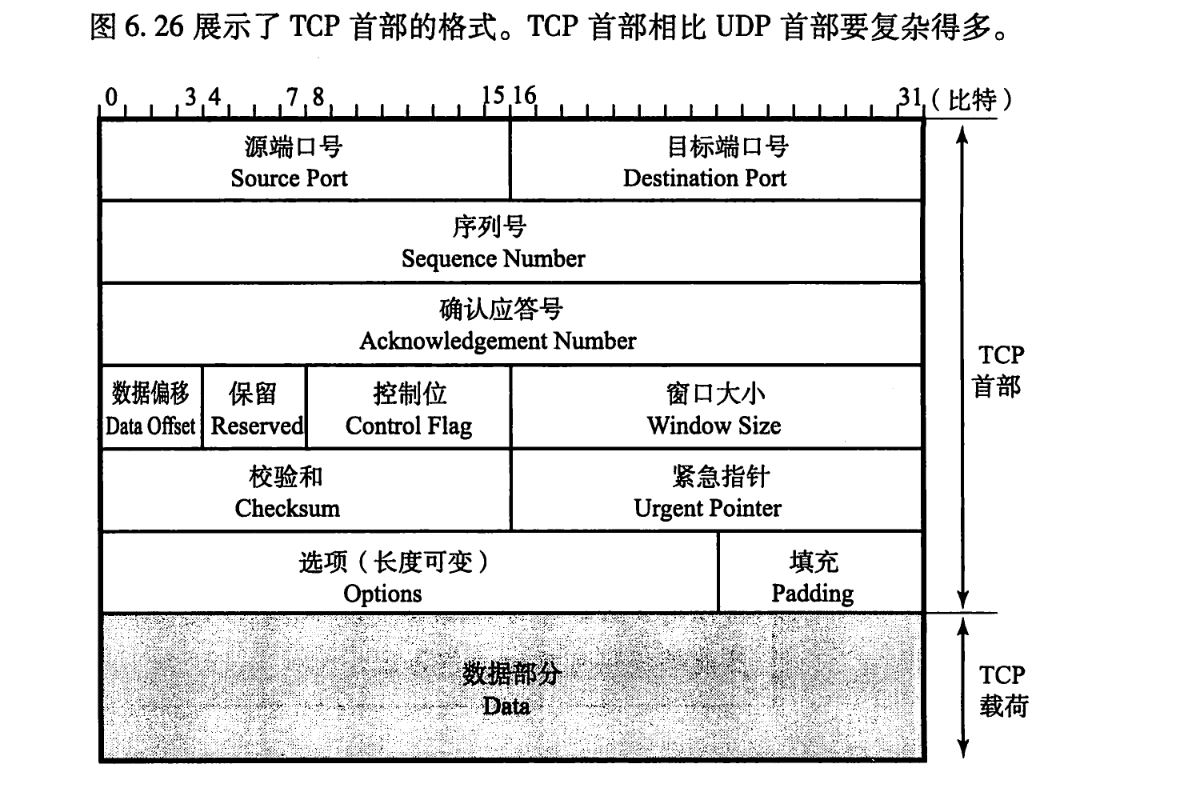 图 6.26 展示了 TCP 首部的格式。TCP 首部相比 UDP 首部要复杂得多。
0 3 4 7 8 15 16 31 (比特)
源端口号 目标端口号
Source Port Destination Port
序列号
Sequence Number
确认应答号
Acknowledgement Number
TCP
首部
数据偏移 保留 控制位 窗口大小
Data Offset Reserved Control Flag Window Size
校验和 紧急指针
Checksum Urgent Pointer
选项(长度可变) 填充
Options Padding
数据部分
Data
TCP
载荷